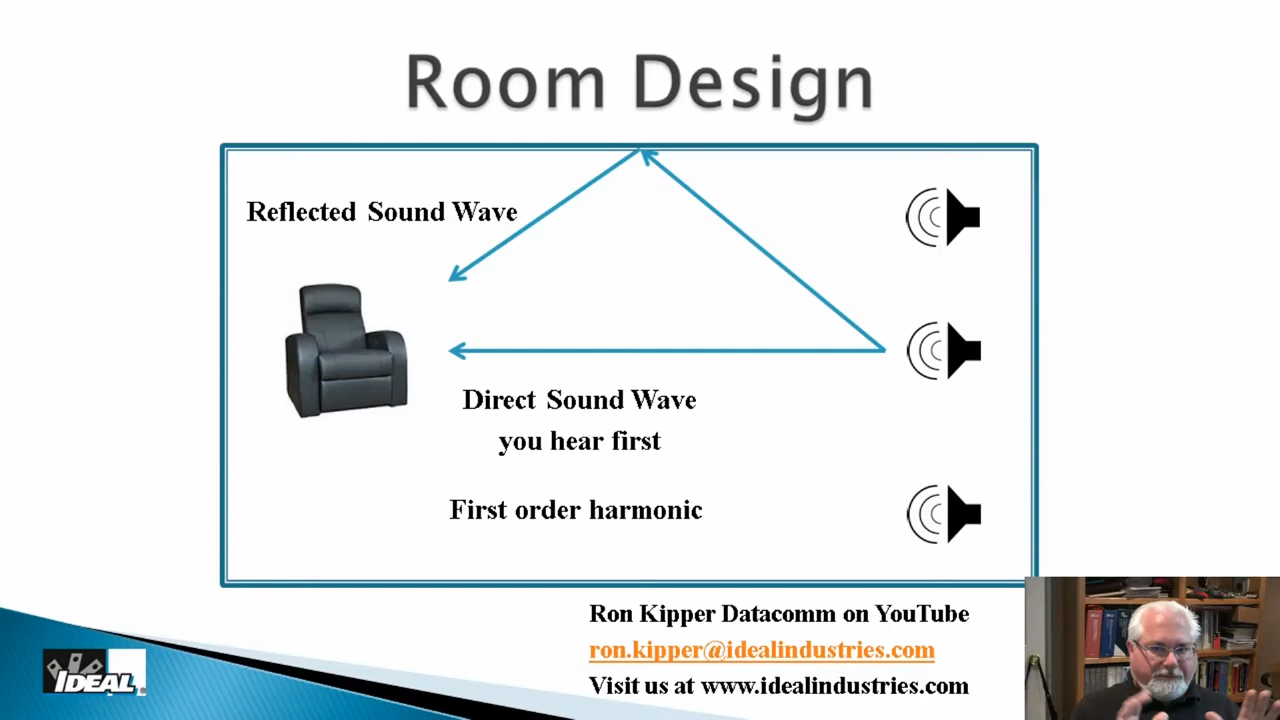 Room Design
Reflected Sound Wave
Direct Sound Wave
you hear first
First order harmonic
Ron Kipper Datacomm on YouTube
ron.kipper@idealindustries.com
Visit us at www.idealindustries.com
IDEAL